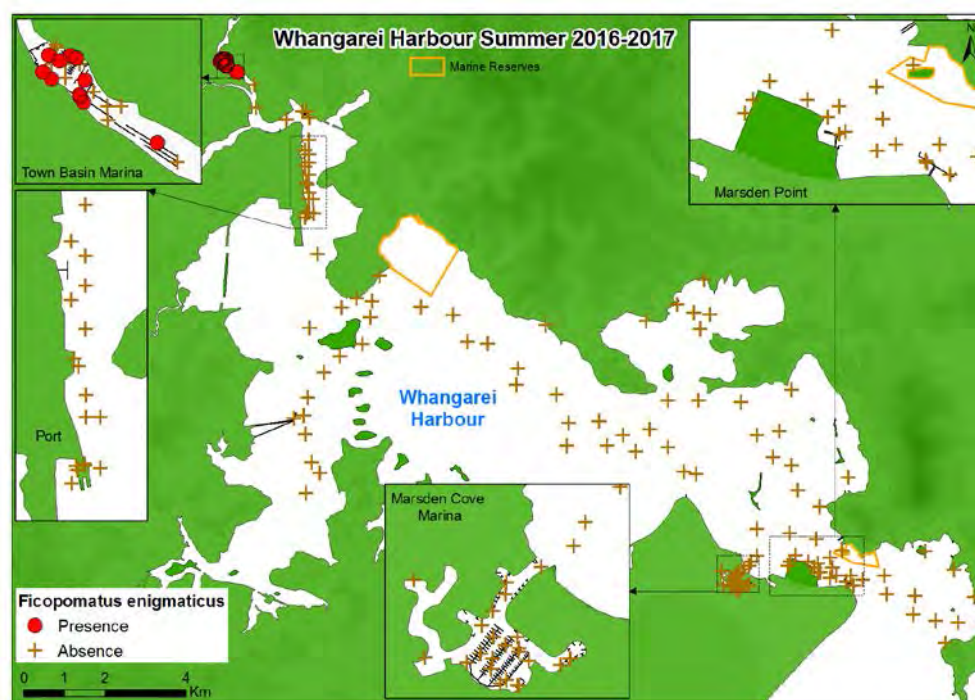 Whangarei Harbour Summer 2016-2017
Marine Reserves
N
Town Basin Marina
Marsden Point
Port
Whangarei
Harbour
Marsden Cove
Marina
Ficopomatus enigmaticus
Presence
Absence
0 1 2 4
Km